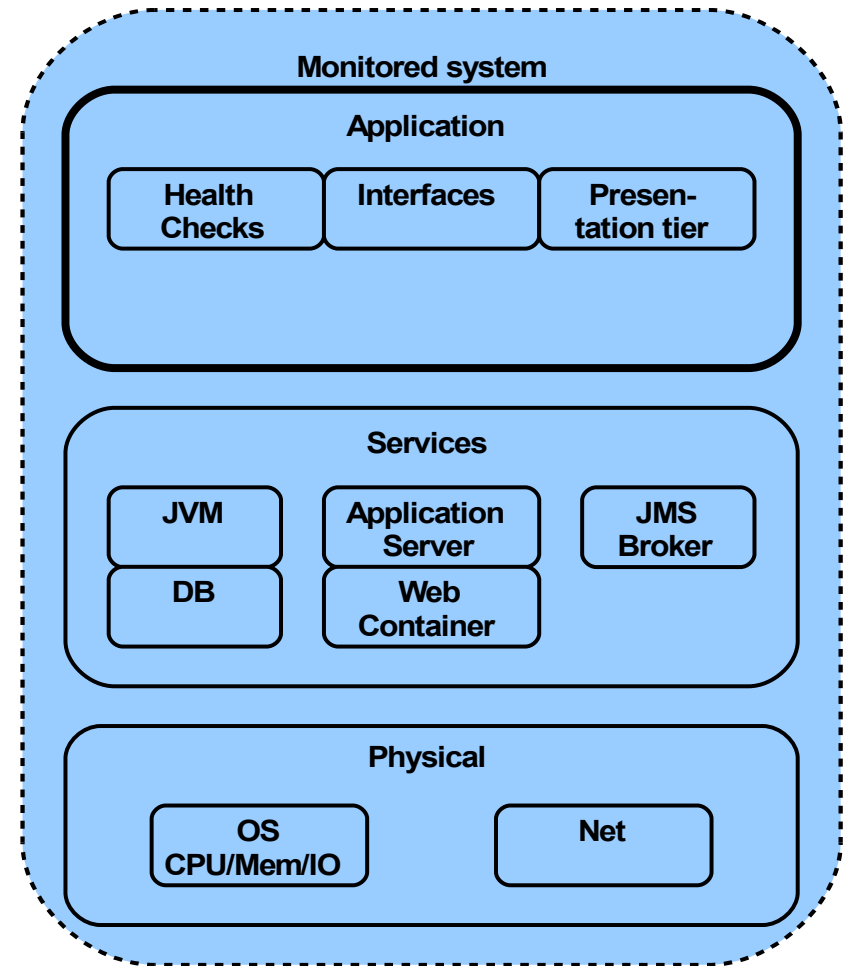 Monitored system
Application
Health
Checks
Interfaces
Presen-
tation tier
Services
JVM
Application
Server
JMS
Broker
DB
Web
Container
Physical
OS
CPU/Mem/IO
Net